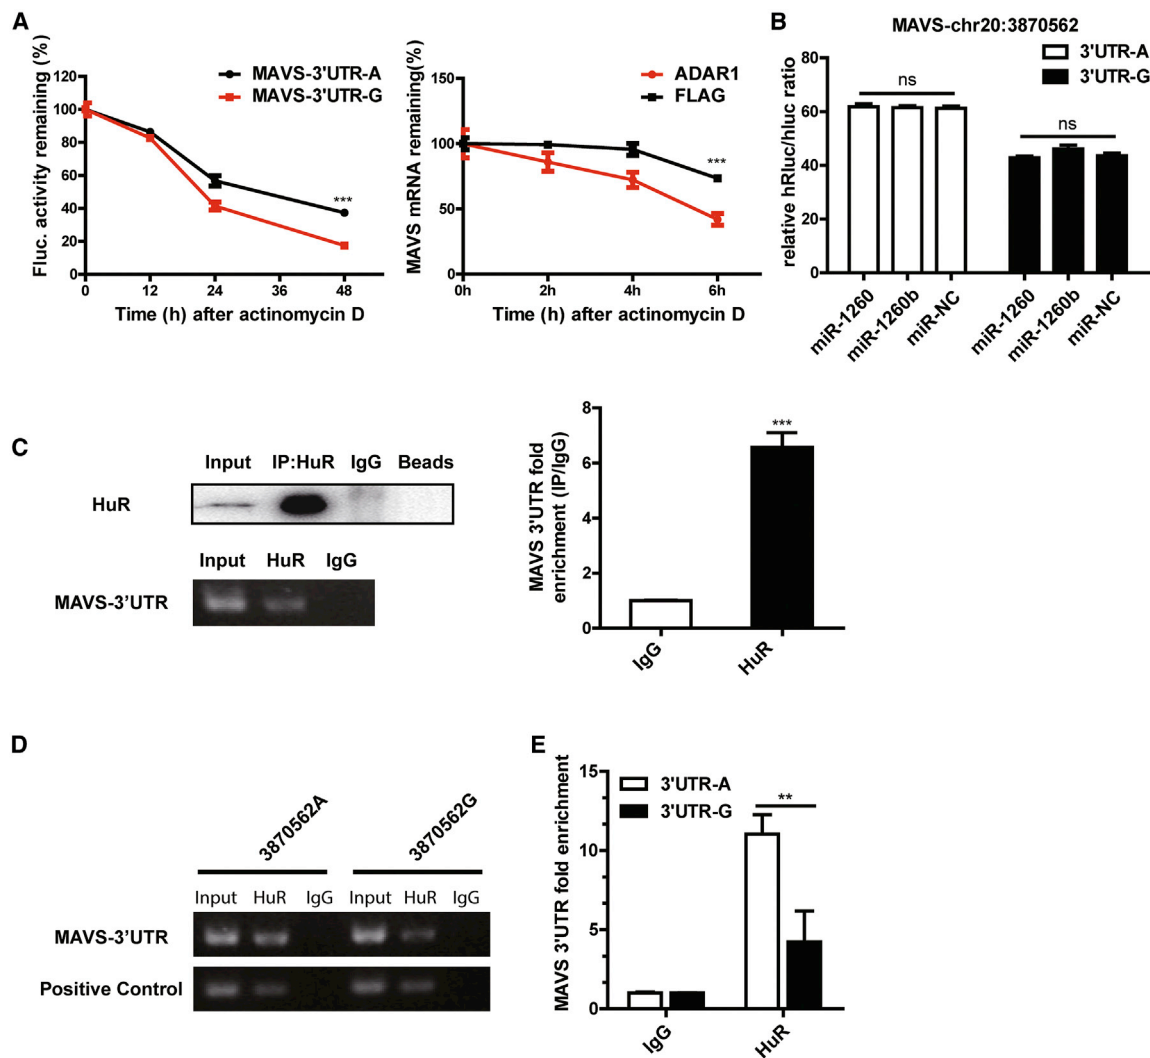 A
Fluc. activity remaining (%)
120
100
80
60
40
20
0
MAVS-3'UTR-A
MAVS-3'UTR-G
***
0 12 24 36 48
Time (h) after actinomycin D
MAVS mRNA remaining(%)
150
100
50
0
ADAR1
FLAG
***
0h 2h 4h 6h
Time (h) after actinomycin D
B
MAVS-chr20:3870562
3'UTR-A
3'UTR-G
relative hRluc/hluc ratio
80
60
40
20
0
ns
ns
miR-1260 miR-1260b miR-NC miR-1260 miR-1260b miR-NC
C
Input IP:HuR IgG Beads
HuR
Input HuR IgG
MAVS-3'UTR
MAVS 3'UTR fold
enrichment (IP/IgG)
8
6
4
2
0
***
IgG HuR
D
3870562A 3870562G
Input HuR IgG Input HuR IgG
MAVS-3'UTR
Positive Control
E
MAVS 3'UTR fold enrichment
15
10
5
0
3'UTR-A
3'UTR-G
**
IgG HuR